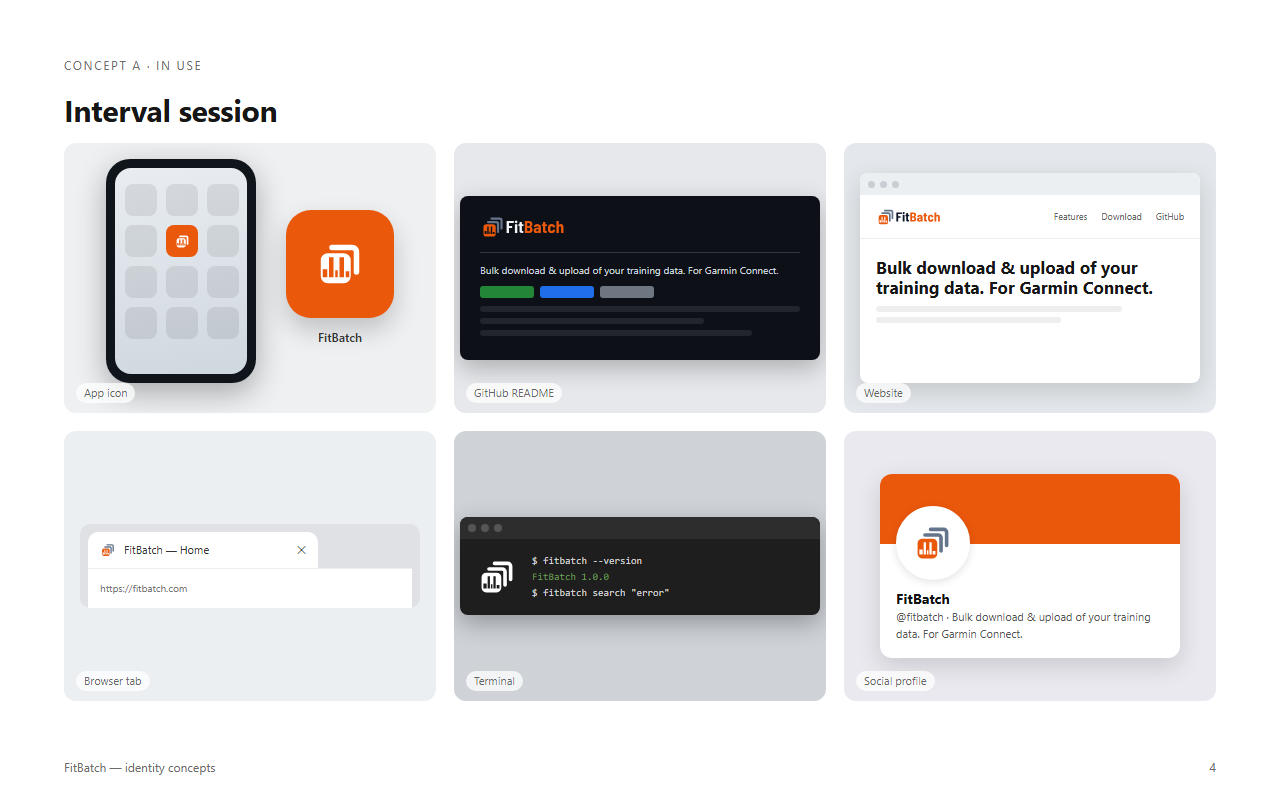 CONCEPT A · IN USE
Interval session
FitBatch
App icon
FitBatch
Bulk download & upload of your training data. For Garmin Connect.
GitHub README
FitBatch
Features Download GitHub
Bulk download & upload of your
training data. For Garmin Connect.
Website
FitBatch — Home
https://fitbatch.com
Browser tab
$ fitbatch --version
FitBatch 1.0.0
$ fitbatch search "error"
Terminal
FitBatch
@fitbatch · Bulk download & upload of your training
data. For Garmin Connect.
Social profile
FitBatch — identity concepts
4